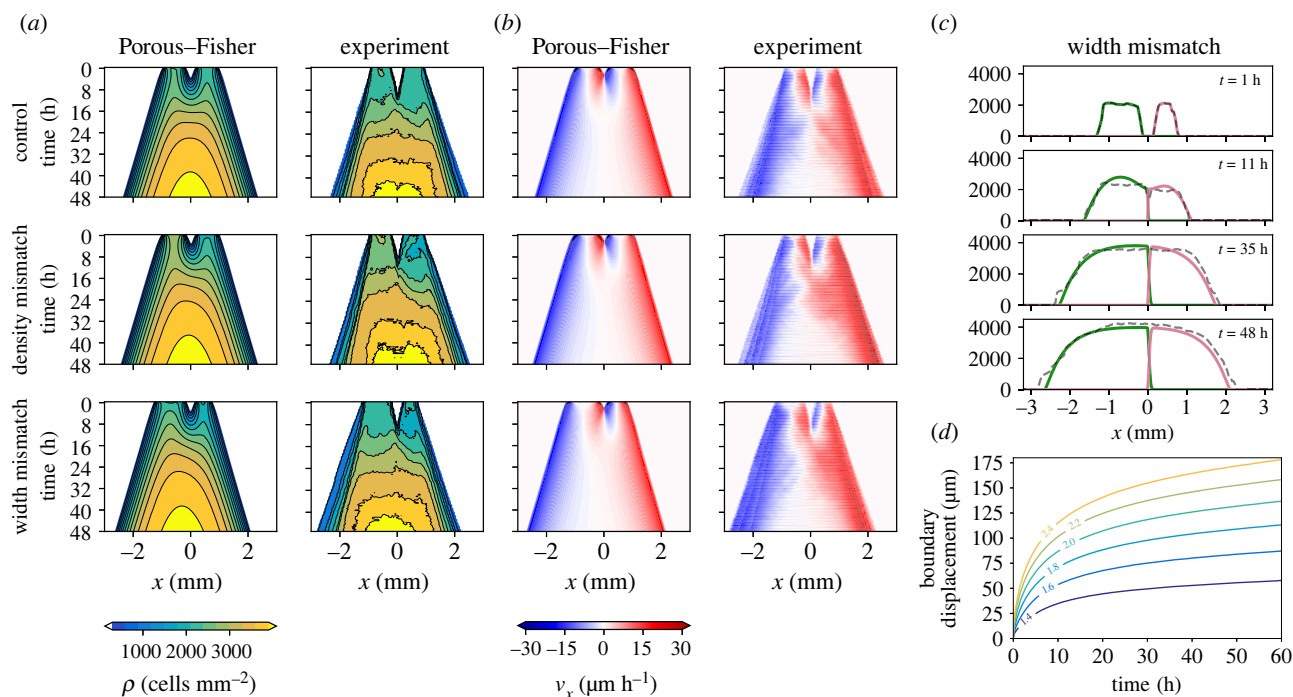 (a)
Porous–Fisher
experiment
(b)
Porous–Fisher
experiment
(c)
width mismatch
control
time (h)
0
8
16
24
32
40
48
density mismatch
time (h)
0
8
16
24
32
40
48
width mismatch
time (h)
0
8
16
24
32
40
48
−2 0 2
x (mm)
−2 0 2
x (mm)
−2 0 2
x (mm)
−2 0 2
x (mm)
1000 2000 3000
ρ (cells mm−2)
−30 −15 0 15 30
vx (µm h−1)
4000
2000
0
t = 1 h
4000
2000
0
t = 11 h
4000
2000
0
t = 35 h
4000
2000
0
t = 48 h
−3 −2 −1 0 1 2 3
x (mm)
(d)
boundary
displacement (µm)
175
150
125
100
75
50
25
0
2.4
2.2
2.0
1.8
1.6
1.4
0 10 20 30 40 50 60
time (h)